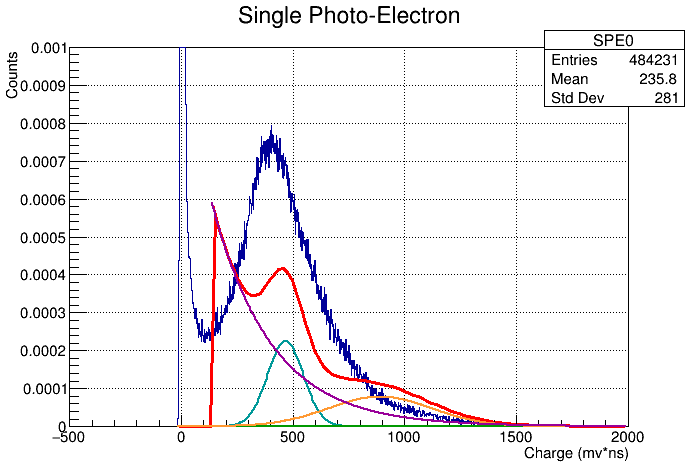 Single Photo-Electron
SPE0
Entries 484231
Mean 235.8
Std Dev 281
Counts
0.001
0.0009
0.0008
0.0007
0.0006
0.0005
0.0004
0.0003
0.0002
0.0001
0
−500 0 500 1000 1500 2000
Charge (mv*ns)